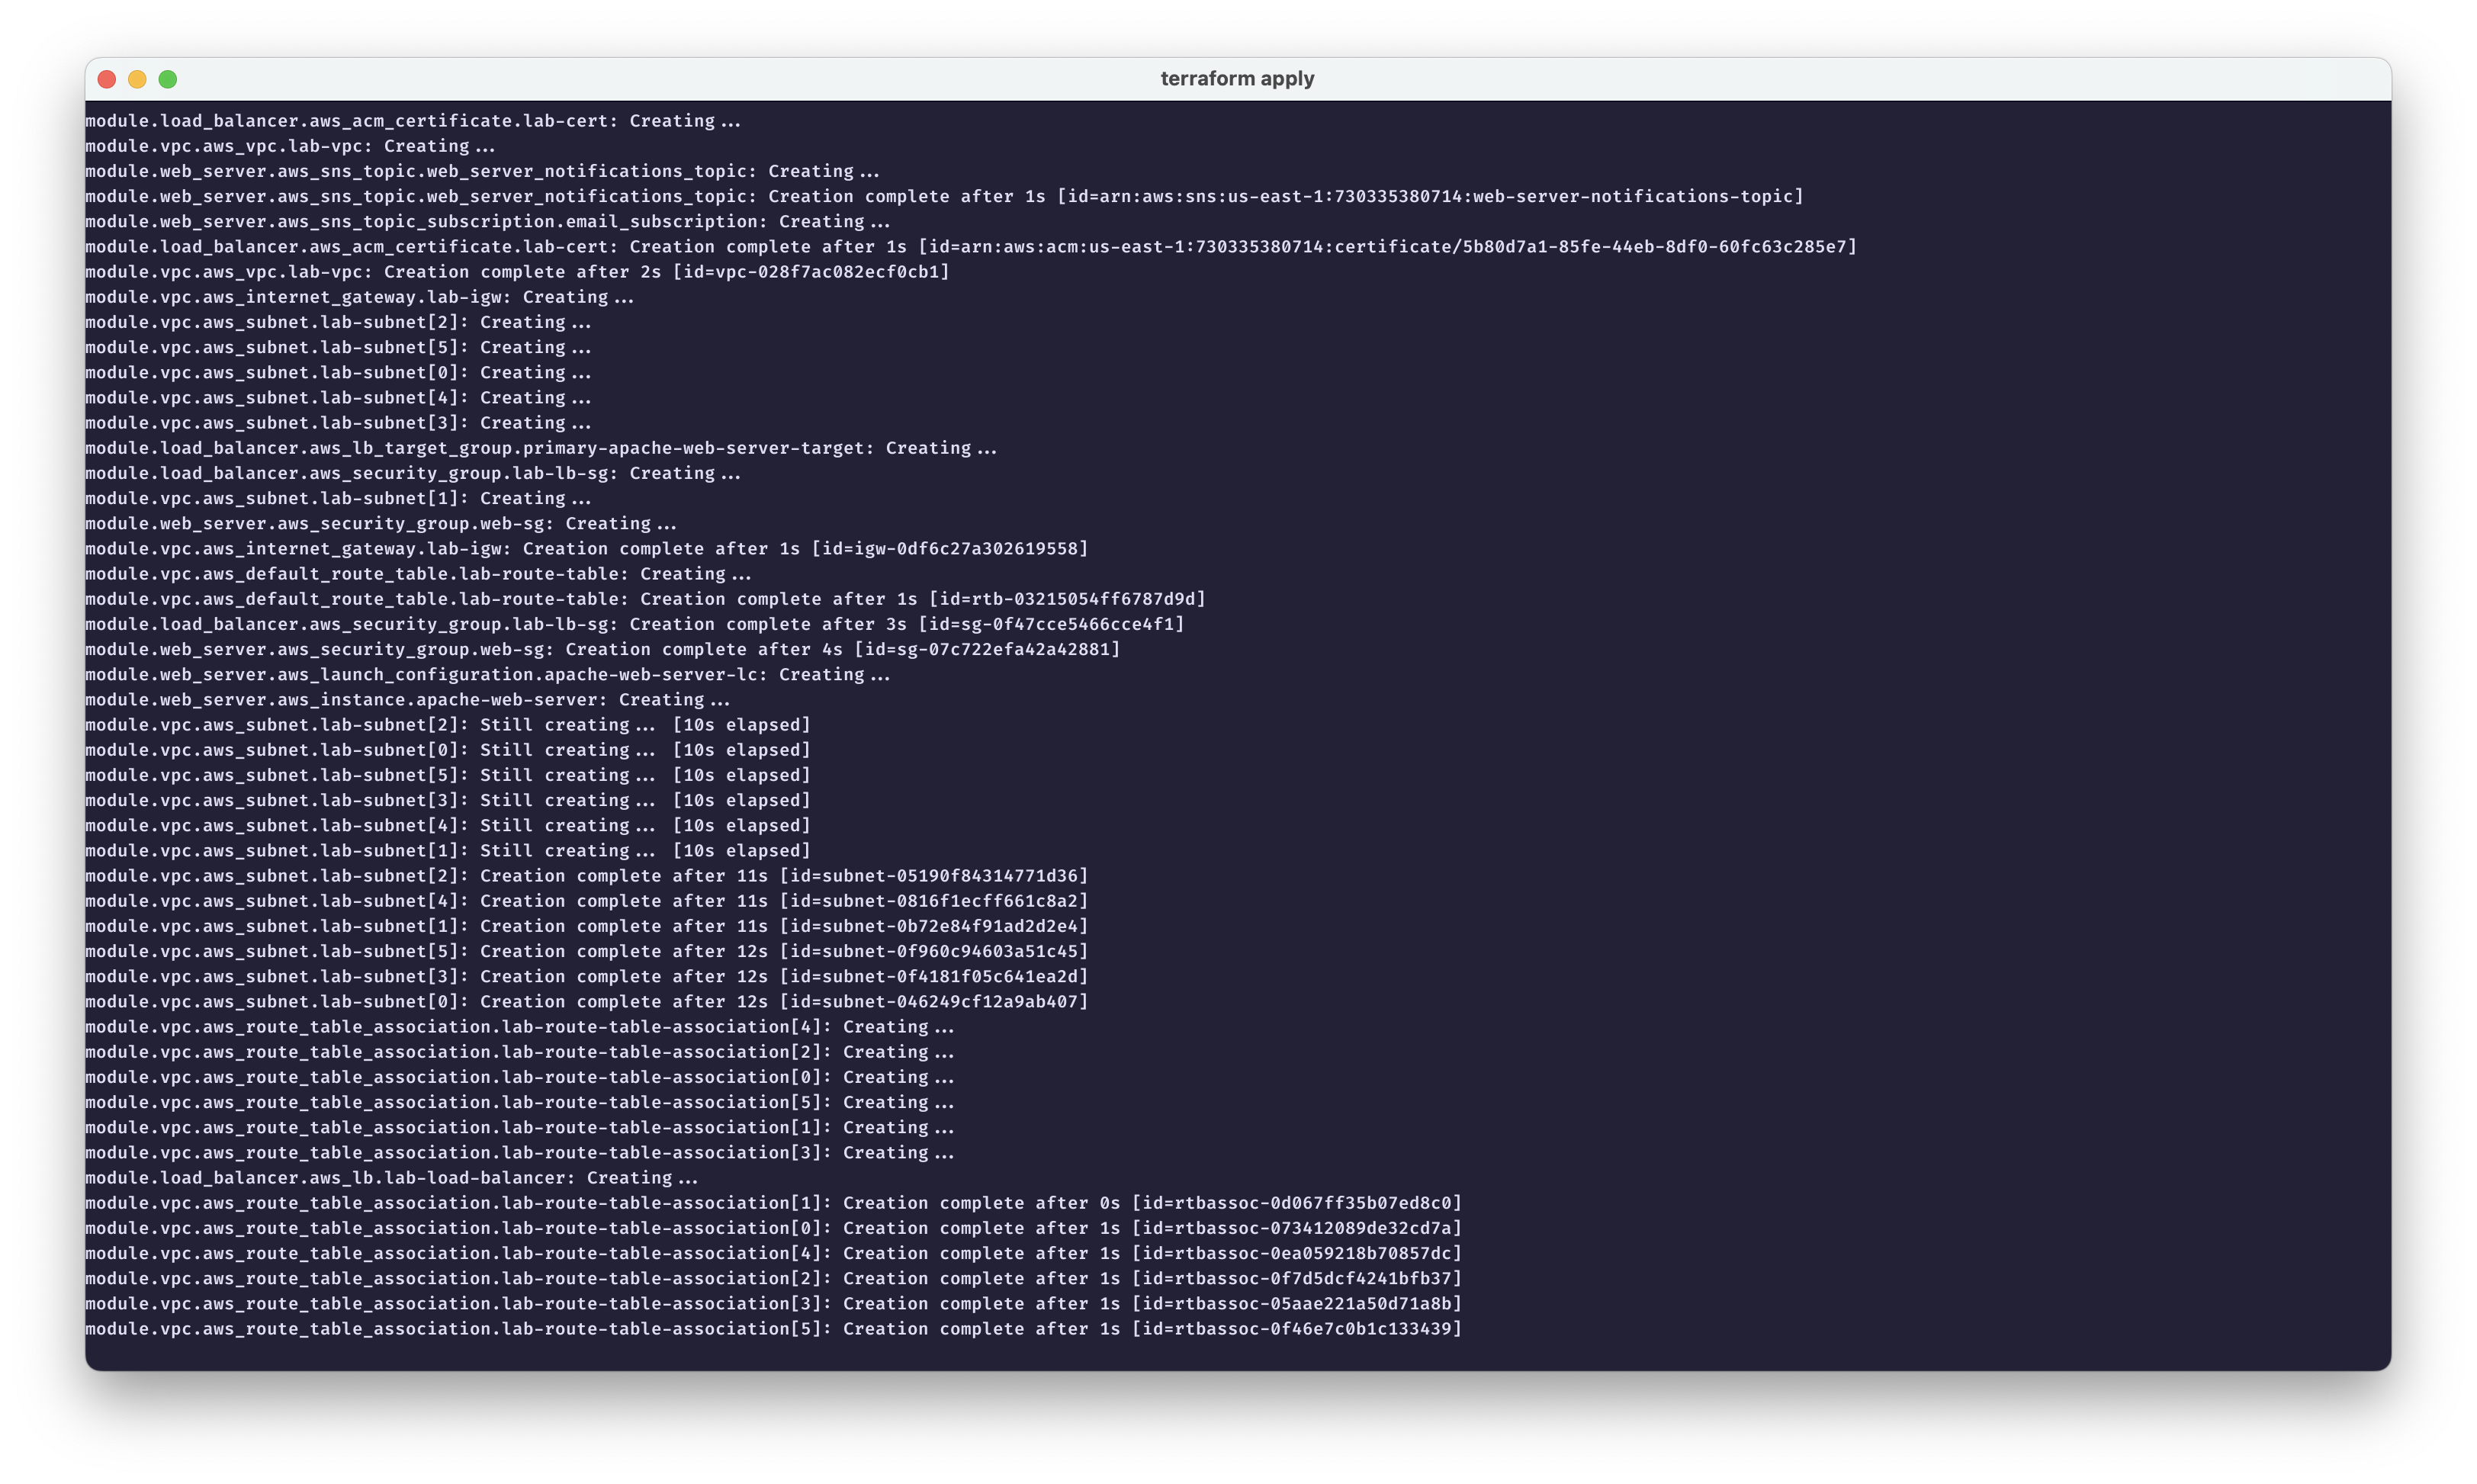 terraform apply
module.load_balancer.aws_acm_certificate.lab-cert: Creating...
module.vpc.aws_vpc.lab-vpc: Creating...
module.web_server.aws_sns_topic.web_server_notifications_topic: Creating...
module.web_server.aws_sns_topic.web_server_notifications_topic: Creation complete after 1s [id=arn:aws:sns:us-east-1:730335380714:web-server-notifications-topic]
module.web_server.aws_sns_topic_subscription.email_subscription: Creating...
module.load_balancer.aws_acm_certificate.lab-cert: Creation complete after 1s [id=arn:aws:acm:us-east-1:730335380714:certificate/5b80d7a1-85fe-44eb-8df0-60fc63c285e7]
module.vpc.aws_vpc.lab-vpc: Creation complete after 2s [id=vpc-028f7ac082ecf0cb1]
module.vpc.aws_internet_gateway.lab-igw: Creating...
module.vpc.aws_subnet.lab-subnet[2]: Creating...
module.vpc.aws_subnet.lab-subnet[5]: Creating...
module.vpc.aws_subnet.lab-subnet[0]: Creating...
module.vpc.aws_subnet.lab-subnet[4]: Creating...
module.vpc.aws_subnet.lab-subnet[3]: Creating...
module.load_balancer.aws_lb_target_group.primary-apache-web-server-target: Creating...
module.load_balancer.aws_security_group.lab-lb-sg: Creating...
module.vpc.aws_subnet.lab-subnet[1]: Creating...
module.web_server.aws_security_group.web-sg: Creating...
module.vpc.aws_internet_gateway.lab-igw: Creation complete after 1s [id=igw-0df6c27a302619558]
module.vpc.aws_default_route_table.lab-route-table: Creating...
module.vpc.aws_default_route_table.lab-route-table: Creation complete after 1s [id=rtb-03215054ff6787d9d]
module.load_balancer.aws_security_group.lab-lb-sg: Creation complete after 3s [id=sg-0f47cce5466cce4f1]
module.web_server.aws_security_group.web-sg: Creation complete after 4s [id=sg-07c722efa42a42881]
module.web_server.aws_launch_configuration.apache-web-server-lc: Creating...
module.web_server.aws_instance.apache-web-server: Creating...
module.vpc.aws_subnet.lab-subnet[2]: Still creating... [10s elapsed]
module.vpc.aws_subnet.lab-subnet[0]: Still creating... [10s elapsed]
module.vpc.aws_subnet.lab-subnet[5]: Still creating... [10s elapsed]
module.vpc.aws_subnet.lab-subnet[3]: Still creating... [10s elapsed]
module.vpc.aws_subnet.lab-subnet[4]: Still creating... [10s elapsed]
module.vpc.aws_subnet.lab-subnet[1]: Still creating... [10s elapsed]
module.vpc.aws_subnet.lab-subnet[2]: Creation complete after 11s [id=subnet-05190f84314771d36]
module.vpc.aws_subnet.lab-subnet[4]: Creation complete after 11s [id=subnet-0816f1ecff661c8a2]
module.vpc.aws_subnet.lab-subnet[1]: Creation complete after 11s [id=subnet-0b72e84f91ad2d2e4]
module.vpc.aws_subnet.lab-subnet[5]: Creation complete after 12s [id=subnet-0f960c94603a51c45]
module.vpc.aws_subnet.lab-subnet[3]: Creation complete after 12s [id=subnet-0f4181f05c641ea2d]
module.vpc.aws_subnet.lab-subnet[0]: Creation complete after 12s [id=subnet-046249cf12a9ab407]
module.vpc.aws_route_table_association.lab-route-table-association[4]: Creating...
module.vpc.aws_route_table_association.lab-route-table-association[2]: Creating...
module.vpc.aws_route_table_association.lab-route-table-association[0]: Creating...
module.vpc.aws_route_table_association.lab-route-table-association[5]: Creating...
module.vpc.aws_route_table_association.lab-route-table-association[1]: Creating...
module.vpc.aws_route_table_association.lab-route-table-association[3]: Creating...
module.load_balancer.aws_lb.lab-load-balancer: Creating...
module.vpc.aws_route_table_association.lab-route-table-association[1]: Creation complete after 0s [id=rtbassoc-0d067ff35b07ed8c0]
module.vpc.aws_route_table_association.lab-route-table-association[0]: Creation complete after 1s [id=rtbassoc-073412089de32cd7a]
module.vpc.aws_route_table_association.lab-route-table-association[4]: Creation complete after 1s [id=rtbassoc-0ea059218b70857dc]
module.vpc.aws_route_table_association.lab-route-table-association[2]: Creation complete after 1s [id=rtbassoc-0f7d5dcf4241bfb37]
module.vpc.aws_route_table_association.lab-route-table-association[3]: Creation complete after 1s [id=rtbassoc-05aae221a50d71a8b]
module.vpc.aws_route_table_association.lab-route-table-association[5]: Creation complete after 1s [id=rtbassoc-0f46e7c0b1c133439]